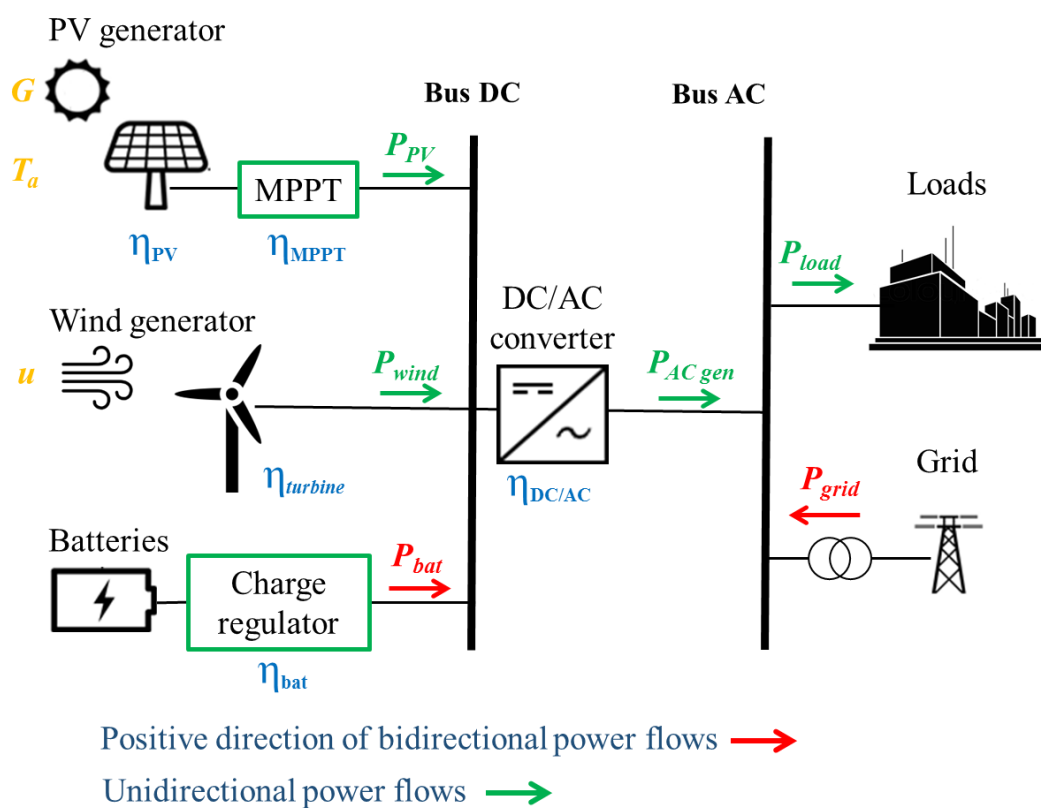 PV generator
G
Bus DC
Bus AC
P_PV
T_a
MPPT
Loads
η_PV
η_MPPT
P_load
Wind generator
DC/AC
converter
u
P_wind
P_AC gen
η_turbine
η_DC/AC
Grid
P_grid
Batteries
P_bat
Charge
regulator
η_bat
Positive direction of bidirectional power flows
Unidirectional power flows